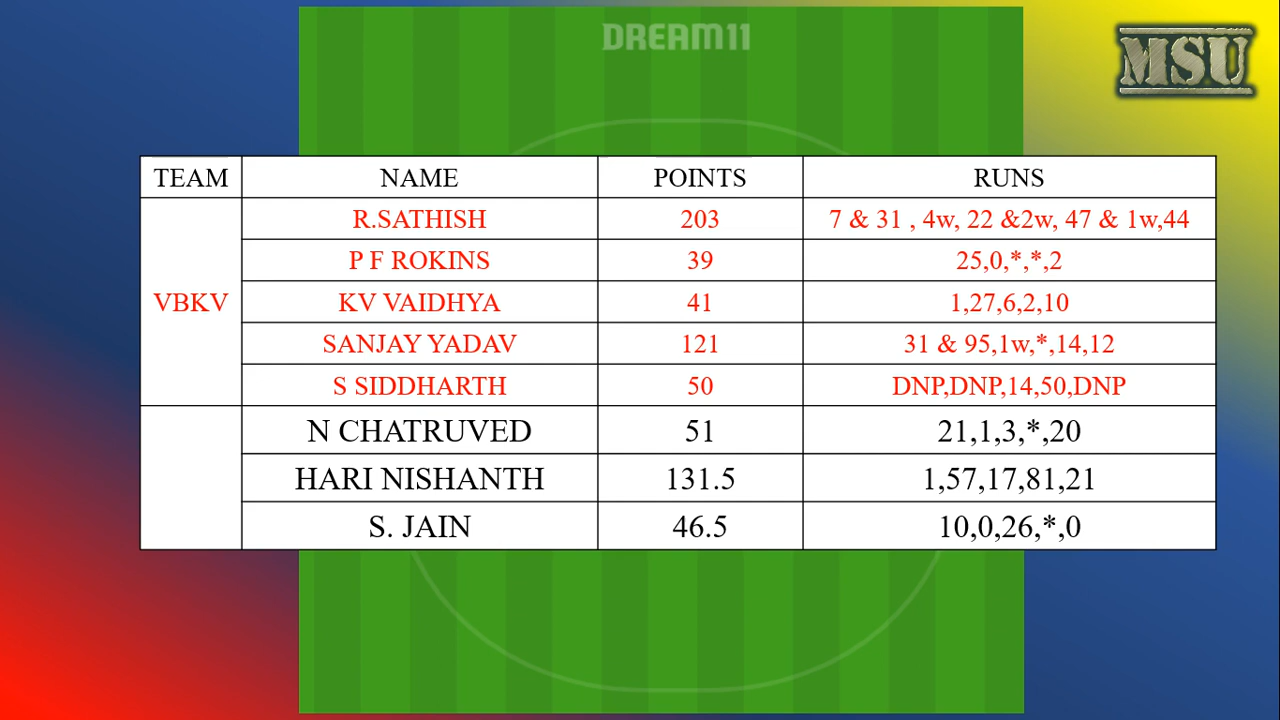 DREAM11
MSU
TEAM NAME POINTS RUNS
R.SATHISH 203 7 & 31 , 4w, 22 &2w, 47 & 1w,44
P F ROKINS 39 25,0,*,*,2
VBKV KV VAIDHYA 41 1,27,6,2,10
SANJAY YADAV 121 31 & 95,1w,*,14,12
S SIDDHARTH 50 DNP,DNP,14,50,DNP
N CHATRUVED 51 21,1,3,*,20
HARI NISHANTH 131.5 1,57,17,81,21
S. JAIN 46.5 10,0,26,*,0